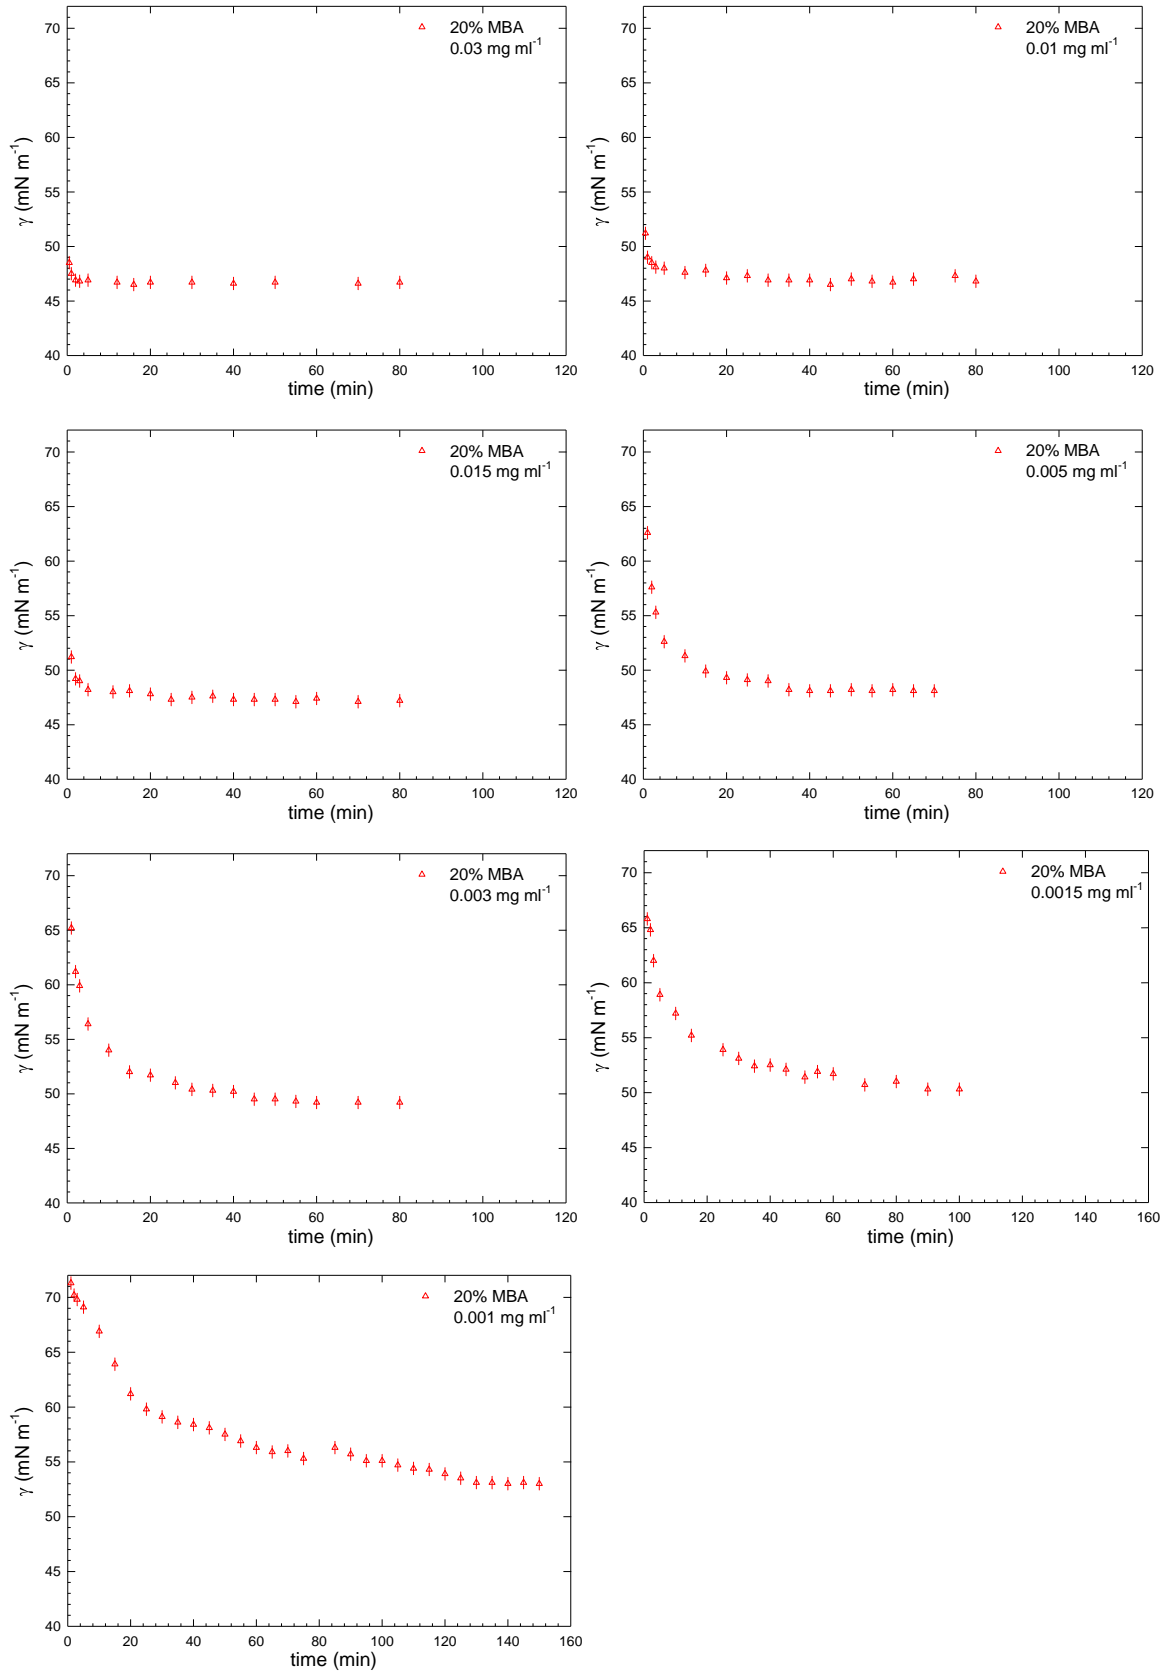 70
65
60
55
50
45
40
γ (mN m⁻¹)
20% MBA
0.03 mg ml⁻¹
0 20 40 60 80 100 120
time (min)
70
65
60
55
50
45
40
γ (mN m⁻¹)
20% MBA
0.01 mg ml⁻¹
0 20 40 60 80 100 120
time (min)
70
65
60
55
50
45
40
γ (mN m⁻¹)
20% MBA
0.015 mg ml⁻¹
0 20 40 60 80 100 120
time (min)
70
65
60
55
50
45
40
γ (mN m⁻¹)
20% MBA
0.005 mg ml⁻¹
0 20 40 60 80 100 120
time (min)
70
65
60
55
50
45
40
γ (mN m⁻¹)
20% MBA
0.003 mg ml⁻¹
0 20 40 60 80 100 120
time (min)
70
65
60
55
50
45
40
γ (mN m⁻¹)
20% MBA
0.0015 mg ml⁻¹
0 20 40 60 80 100 120 140 160
time (min)
70
65
60
55
50
45
40
γ (mN m⁻¹)
20% MBA
0.001 mg ml⁻¹
0 20 40 60 80 100 120 140 160
time (min)